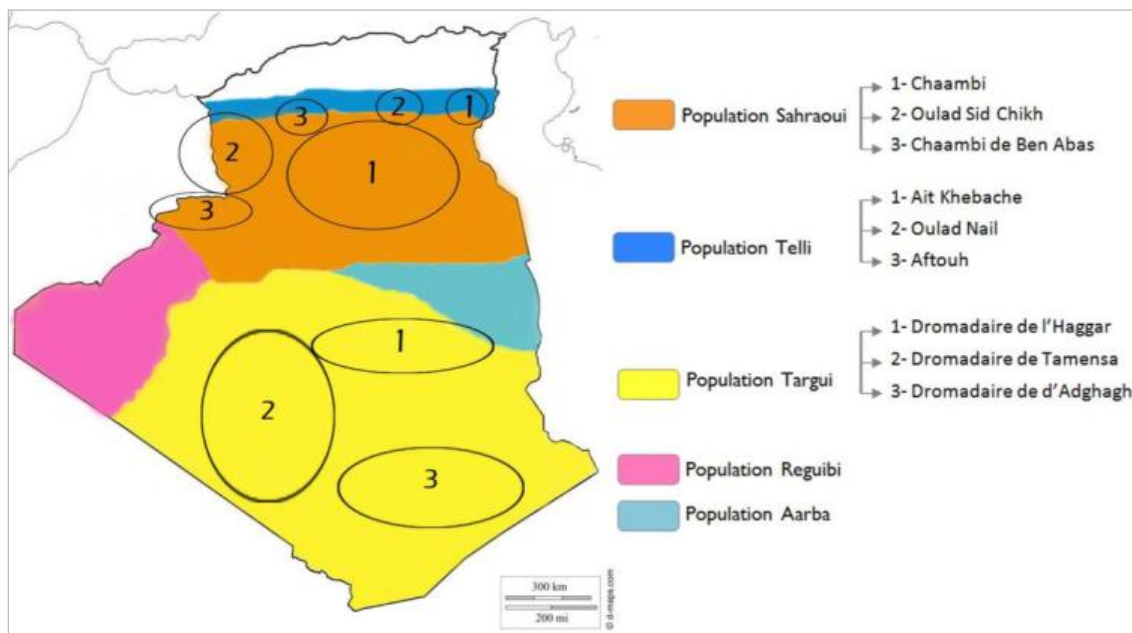 1
2
3
2
1
3
1
2
3
Population Sahraoui
1- Chaambi
2- Oulad Sid Chikh
3- Chaambi de Ben Abas
Population Telli
1- Ait Khebache
2- Oulad Nail
3- Aftouh
Population Targui
1- Dromadaire de l'Haggar
2- Dromadaire de Tamensa
3- Dromadaire de d'Adghagh
Population Reguibi
Population Aarba
300 km
200 mi
© d-maps.com